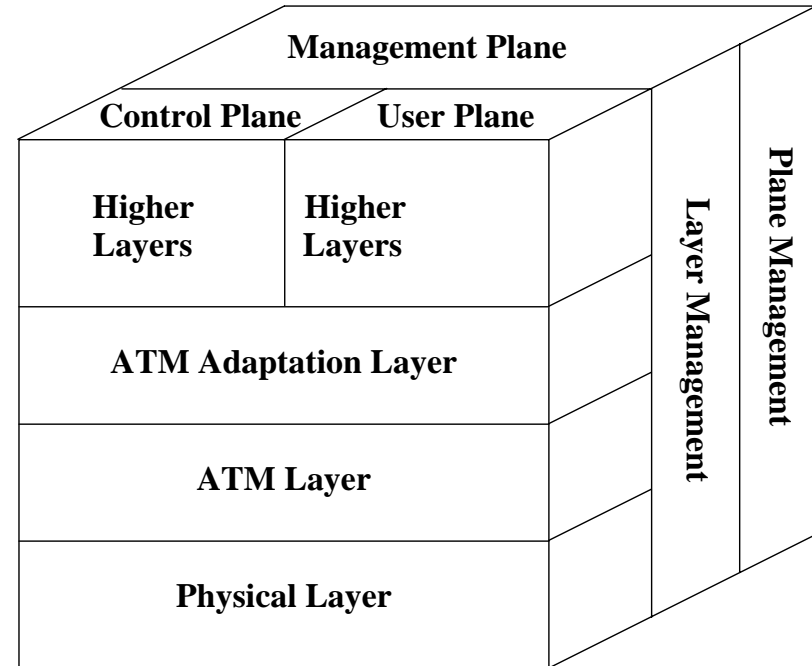 Management Plane
Control Plane
User Plane
Higher
Layers
Higher
Layers
ATM Adaptation Layer
ATM Layer
Physical Layer
Layer Management
Plane Management